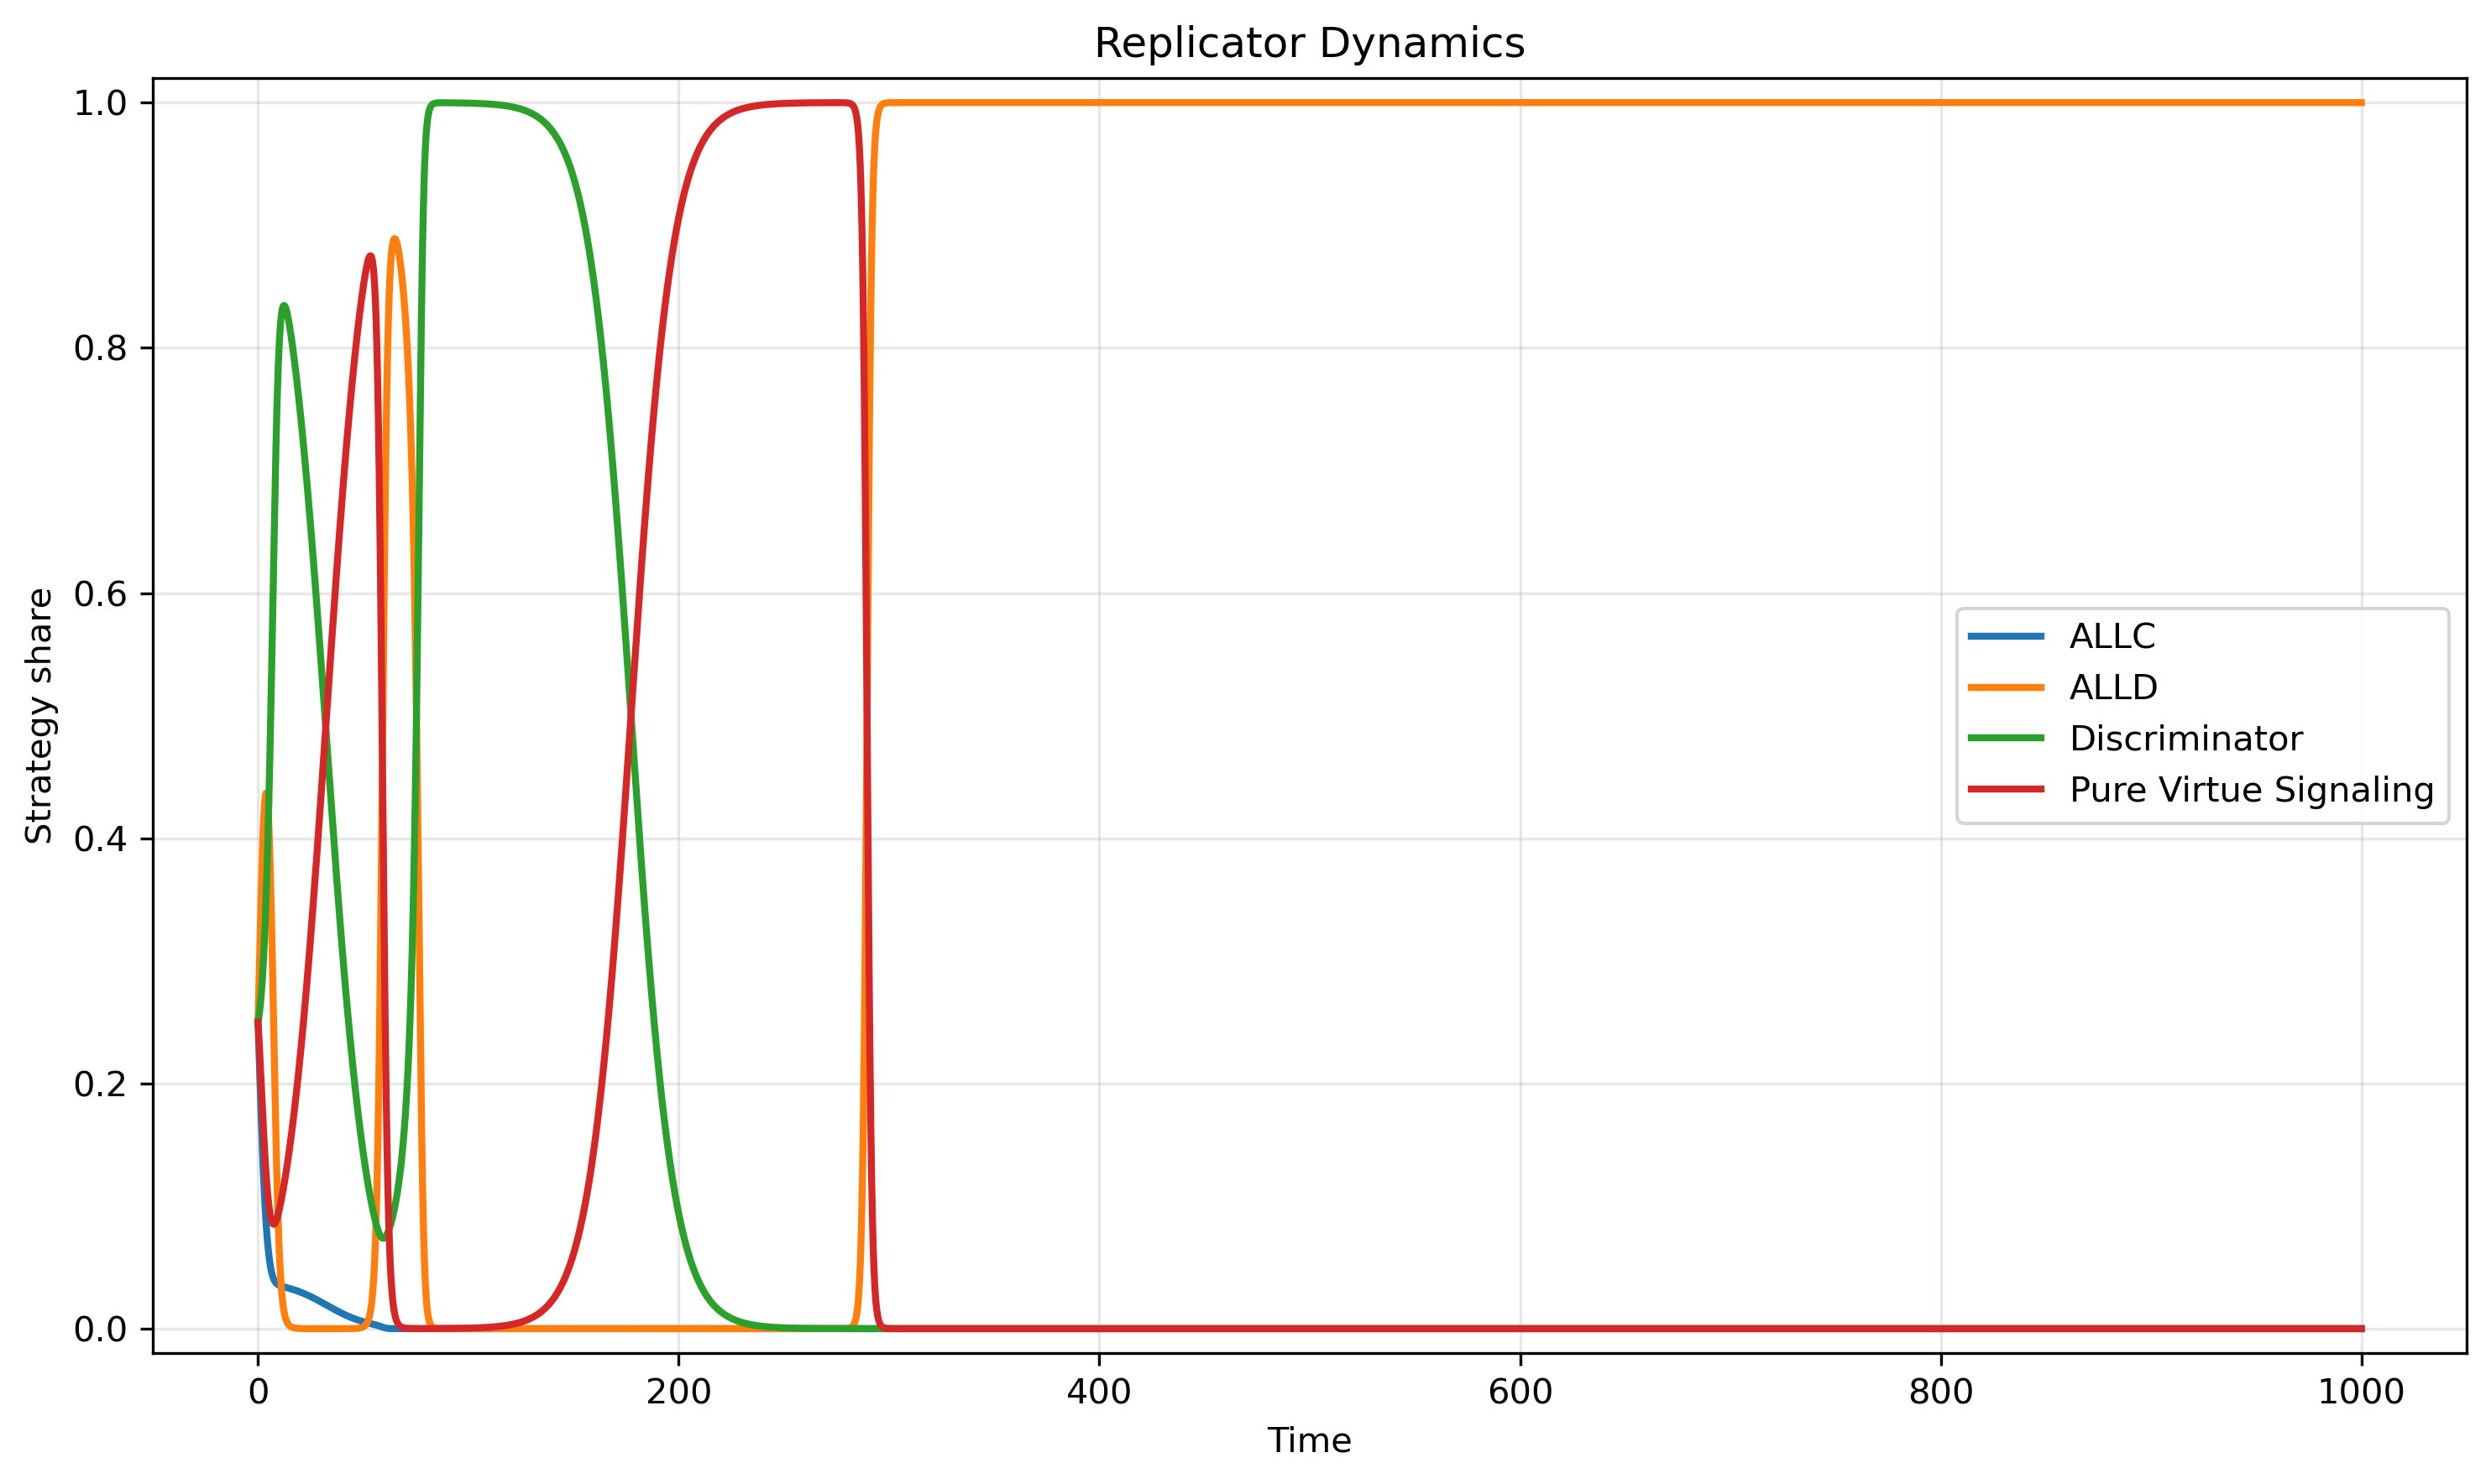 Replicator Dynamics
Strategy share
1.0
0.8
0.6
0.4
0.2
0.0
ALLC
ALLD
Discriminator
Pure Virtue Signaling
0 200 400 600 800 1000
Time